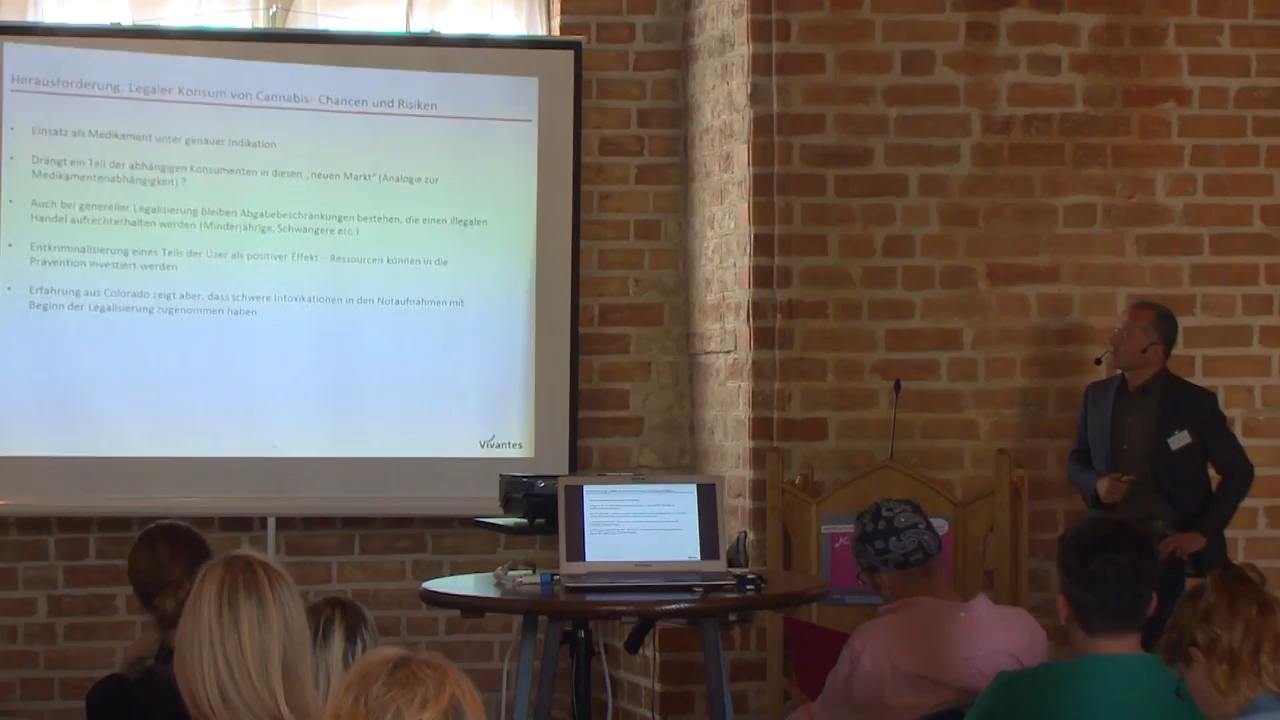 Herausforderung: Legaler Konsum von Cannabis- Chancen und Risiken
Einsatz als Medikament unter genauer Indikation
Drängt ein Teil der abhängigen Konsumenten in diesen „neuen Markt“ (Analogie zur
Medikamentenabhängigkeit) ?
Auch bei genereller Legalisierung bleiben Abgabebeschränkungen bestehen, die einen illegalen
Handel aufrechterhalten werden (Minderjährige, Schwangere etc.)
Entkriminalisierung eines Teils der User als positiver Effekt – Ressourcen können in die
Prävention investiert werden
Erfahrung aus Colorado zeigt aber, dass schwere Intoxikationen in den Notaufnahmen mit
Beginn der Legalisierung zugenommen haben
Vivantes